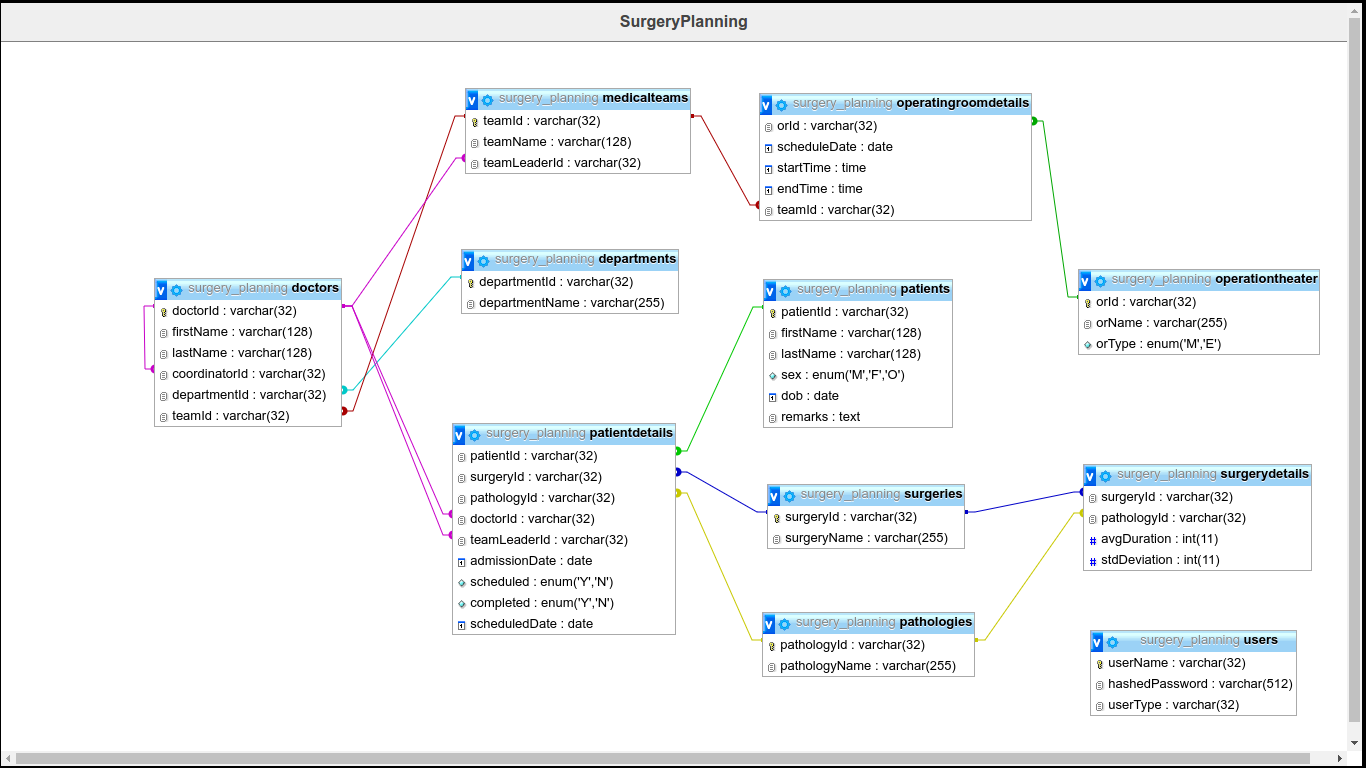 SurgeryPlanning
surgery_planning medicalteams
teamId : varchar(32)
teamName : varchar(128)
teamLeaderId : varchar(32)
surgery_planning operatingroomdetails
orId : varchar(32)
scheduleDate : date
startTime : time
endTime : time
teamId : varchar(32)
surgery_planning departments
departmentId : varchar(32)
departmentName : varchar(255)
surgery_planning doctors
doctorId : varchar(32)
firstName : varchar(128)
lastName : varchar(128)
coordinatorId : varchar(32)
departmentId : varchar(32)
teamId : varchar(32)
surgery_planning patients
patientId : varchar(32)
firstName : varchar(128)
lastName : varchar(128)
sex : enum('M','F','O')
dob : date
remarks : text
surgery_planning operationtheater
orId : varchar(32)
orName : varchar(255)
orType : enum('M','E')
surgery_planning patientdetails
patientId : varchar(32)
surgeryId : varchar(32)
pathologyId : varchar(32)
doctorId : varchar(32)
teamLeaderId : varchar(32)
admissionDate : date
scheduled : enum('Y','N')
completed : enum('Y','N')
scheduledDate : date
surgery_planning surgeries
surgeryId : varchar(32)
surgeryName : varchar(255)
surgery_planning surgerydetails
surgeryId : varchar(32)
pathologyId : varchar(32)
avgDuration : int(11)
stdDeviation : int(11)
surgery_planning pathologies
pathologyId : varchar(32)
pathologyName : varchar(255)
surgery_planning users
userName : varchar(32)
hashedPassword : varchar(512)
userType : varchar(32)